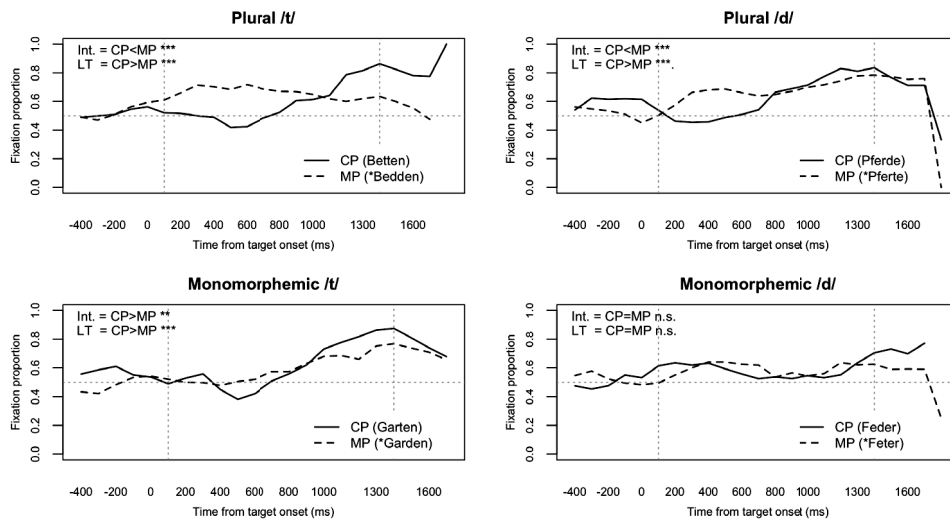 Plural /t/
Int. = CP<MP ***
LT = CP>MP ***
Fixation proportion
0.0 0.2 0.4 0.6 0.8 1.0
CP (Betten)
MP (*Bedden)
-400 -200 0 200 400 600 1000 1300 1600
Time from target onset (ms)
Plural /d/
Int. = CP<MP ***
LT = CP>MP ***.
Fixation proportion
0.0 0.2 0.4 0.6 0.8 1.0
CP (Pferde)
MP (*Pferte)
-400 -200 0 200 400 600 1000 1300 1600
Time from target onset (ms)
Monomorphemic /t/
Int. = CP>MP **
LT = CP>MP ***
Fixation proportion
0.0 0.2 0.4 0.6 0.8 1.0
CP (Garten)
MP (*Garden)
-400 -200 0 200 400 600 1000 1300 1600
Time from target onset (ms)
Monomorphemic /d/
Int. = CP=MP n.s.
LT = CP=MP n.s.
Fixation proportion
0.0 0.2 0.4 0.6 0.8 1.0
CP (Feder)
MP (*Feter)
-400 -200 0 200 400 600 1000 1300 1600
Time from target onset (ms)